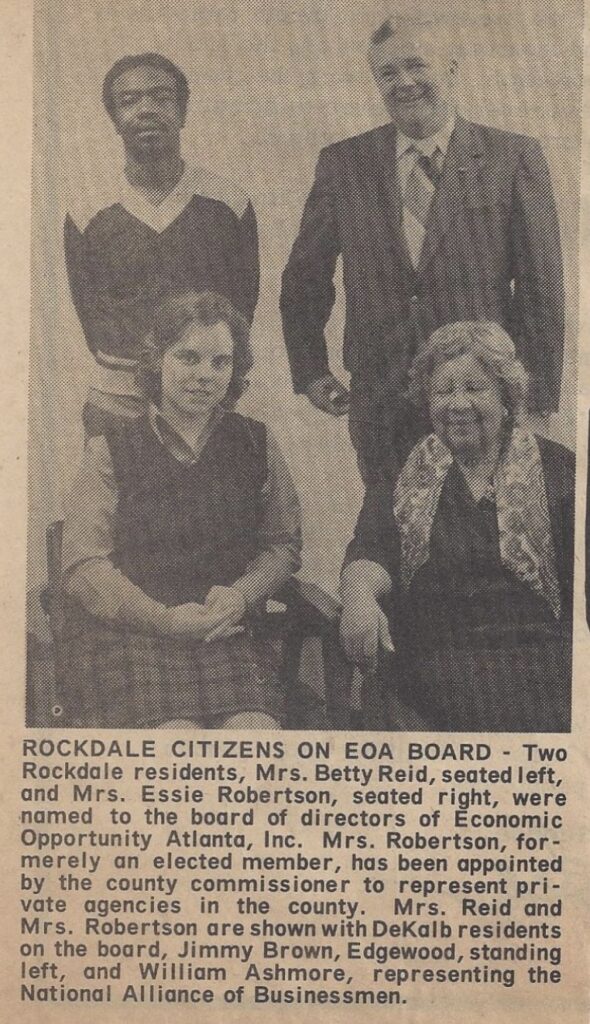 ROCKDALE CITIZENS ON EOA BOARD - Two
Rockdale residents, Mrs. Betty Reid, seated left,
and Mrs. Essie Robertson, seated right, were
named to the board of directors of Economic
Opportunity Atlanta, Inc. Mrs. Robertson, for-
merely an elected member, has been appointed
by the county commissioner to represent pri-
vate agencies in the county. Mrs. Reid and
Mrs. Robertson are shown with DeKalb residents
on the board, Jimmy Brown, Edgewood, standing
left, and William Ashmore, representing the
National Alliance of Businessmen.